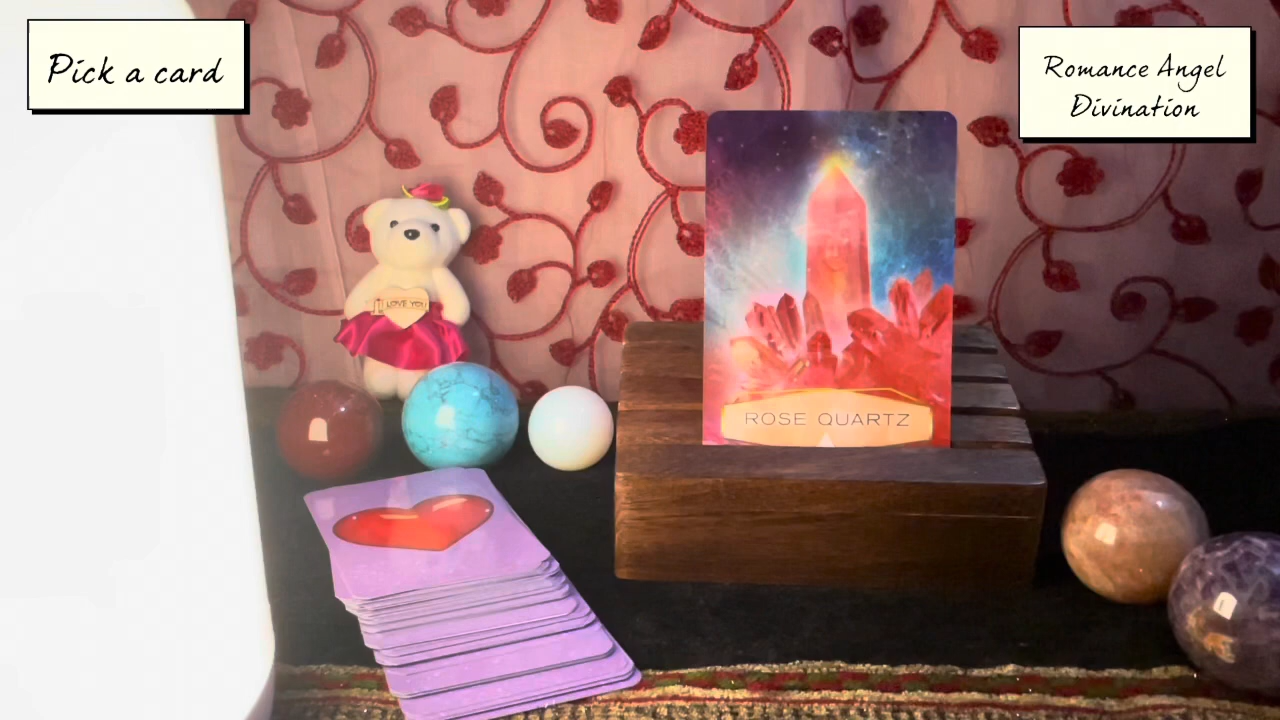 Pick a card
Romance Angel
Divination
I LOVE YOU
ROSE QUARTZ